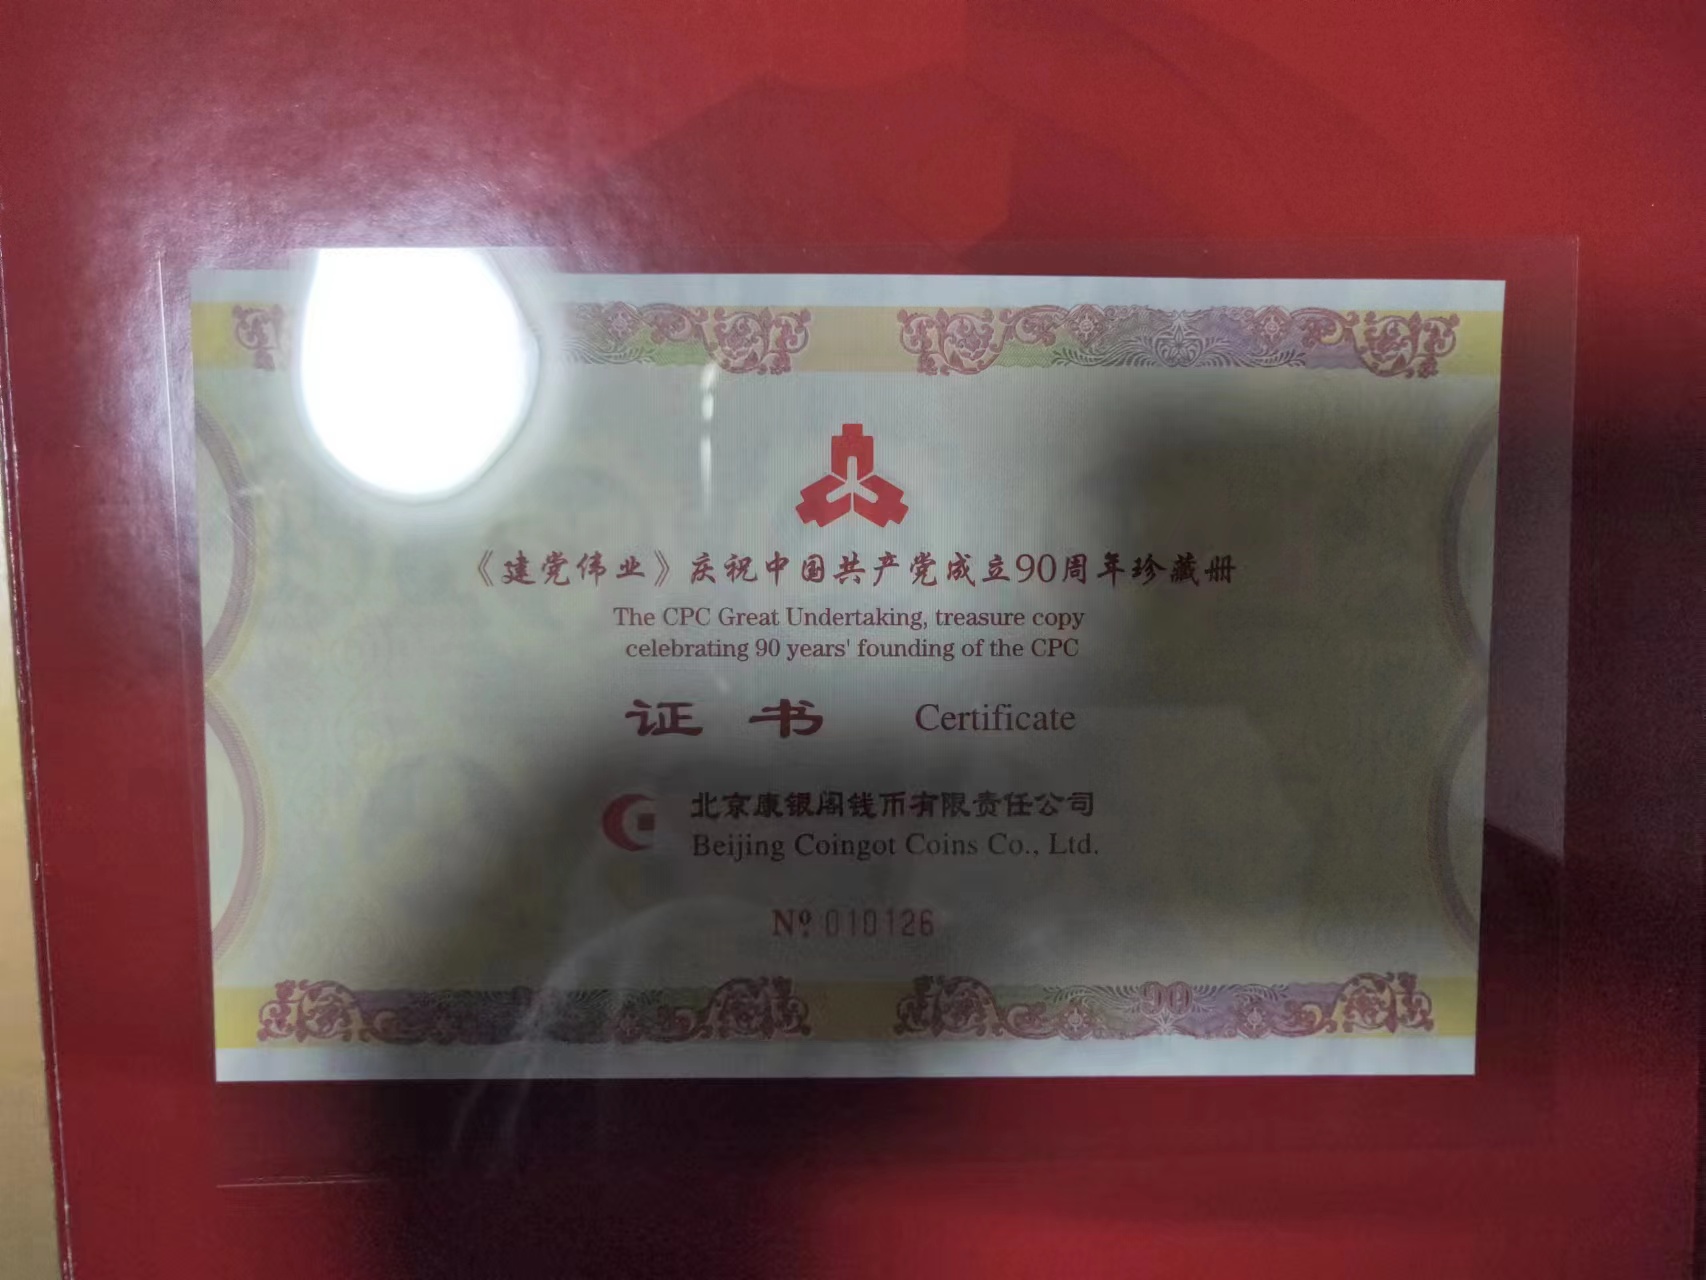 《建党伟业》庆祝中国共产党成立90周年珍藏册
The CPC Great Undertaking, treasure copy
celebrating 90 years' founding of the CPC
证 书 Certificate
北京康银阁钱币有限责任公司
Beijing Coingot Coins Co., Ltd.
Nº 010126
90